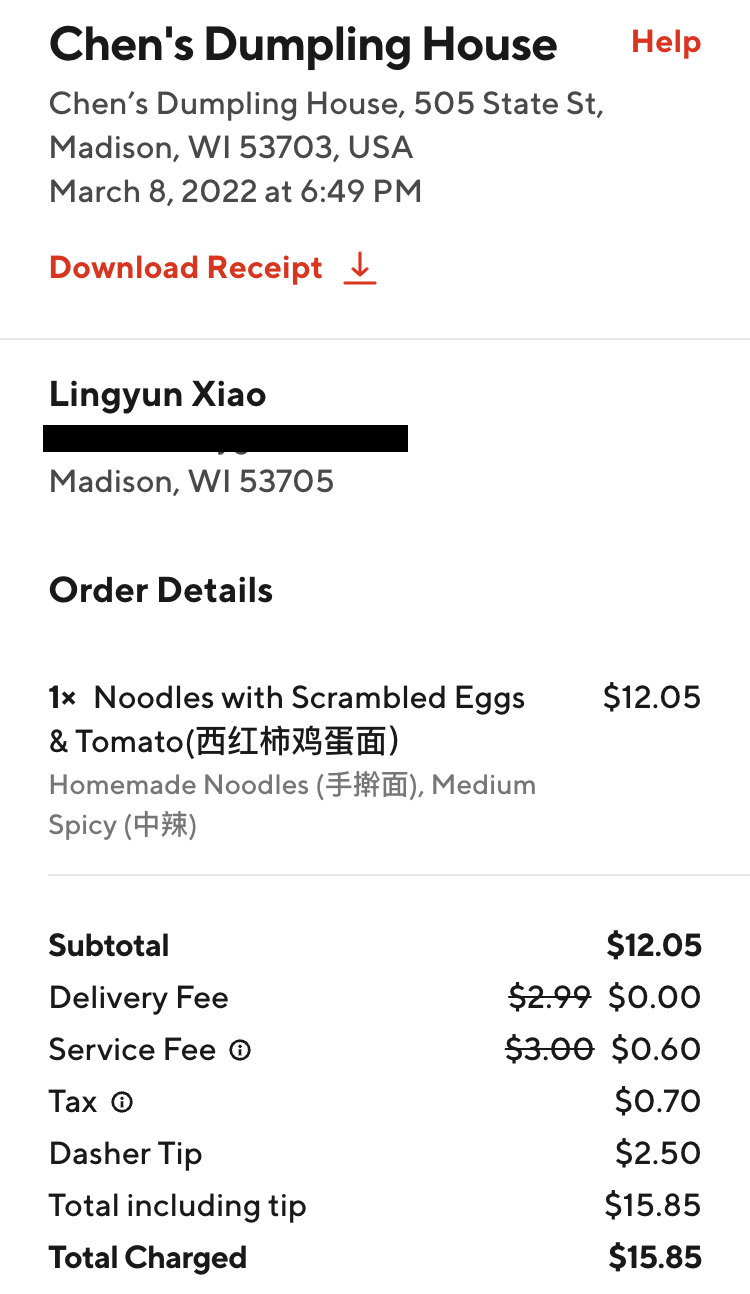 Chen's Dumpling House Help
Chen’s Dumpling House, 505 State St,
Madison, WI 53703, USA
March 8, 2022 at 6:49 PM
Download Receipt
Lingyun Xiao
Madison, WI 53705
Order Details
1× Noodles with Scrambled Eggs $12.05
& Tomato(西红柿鸡蛋面）
Homemade Noodles (手擀面), Medium
Spicy (中辣)
Subtotal $12.05
Delivery Fee $2.99 $0.00
Service Fee $3.00 $0.60
Tax $0.70
Dasher Tip $2.50
Total including tip $15.85
Total Charged $15.85